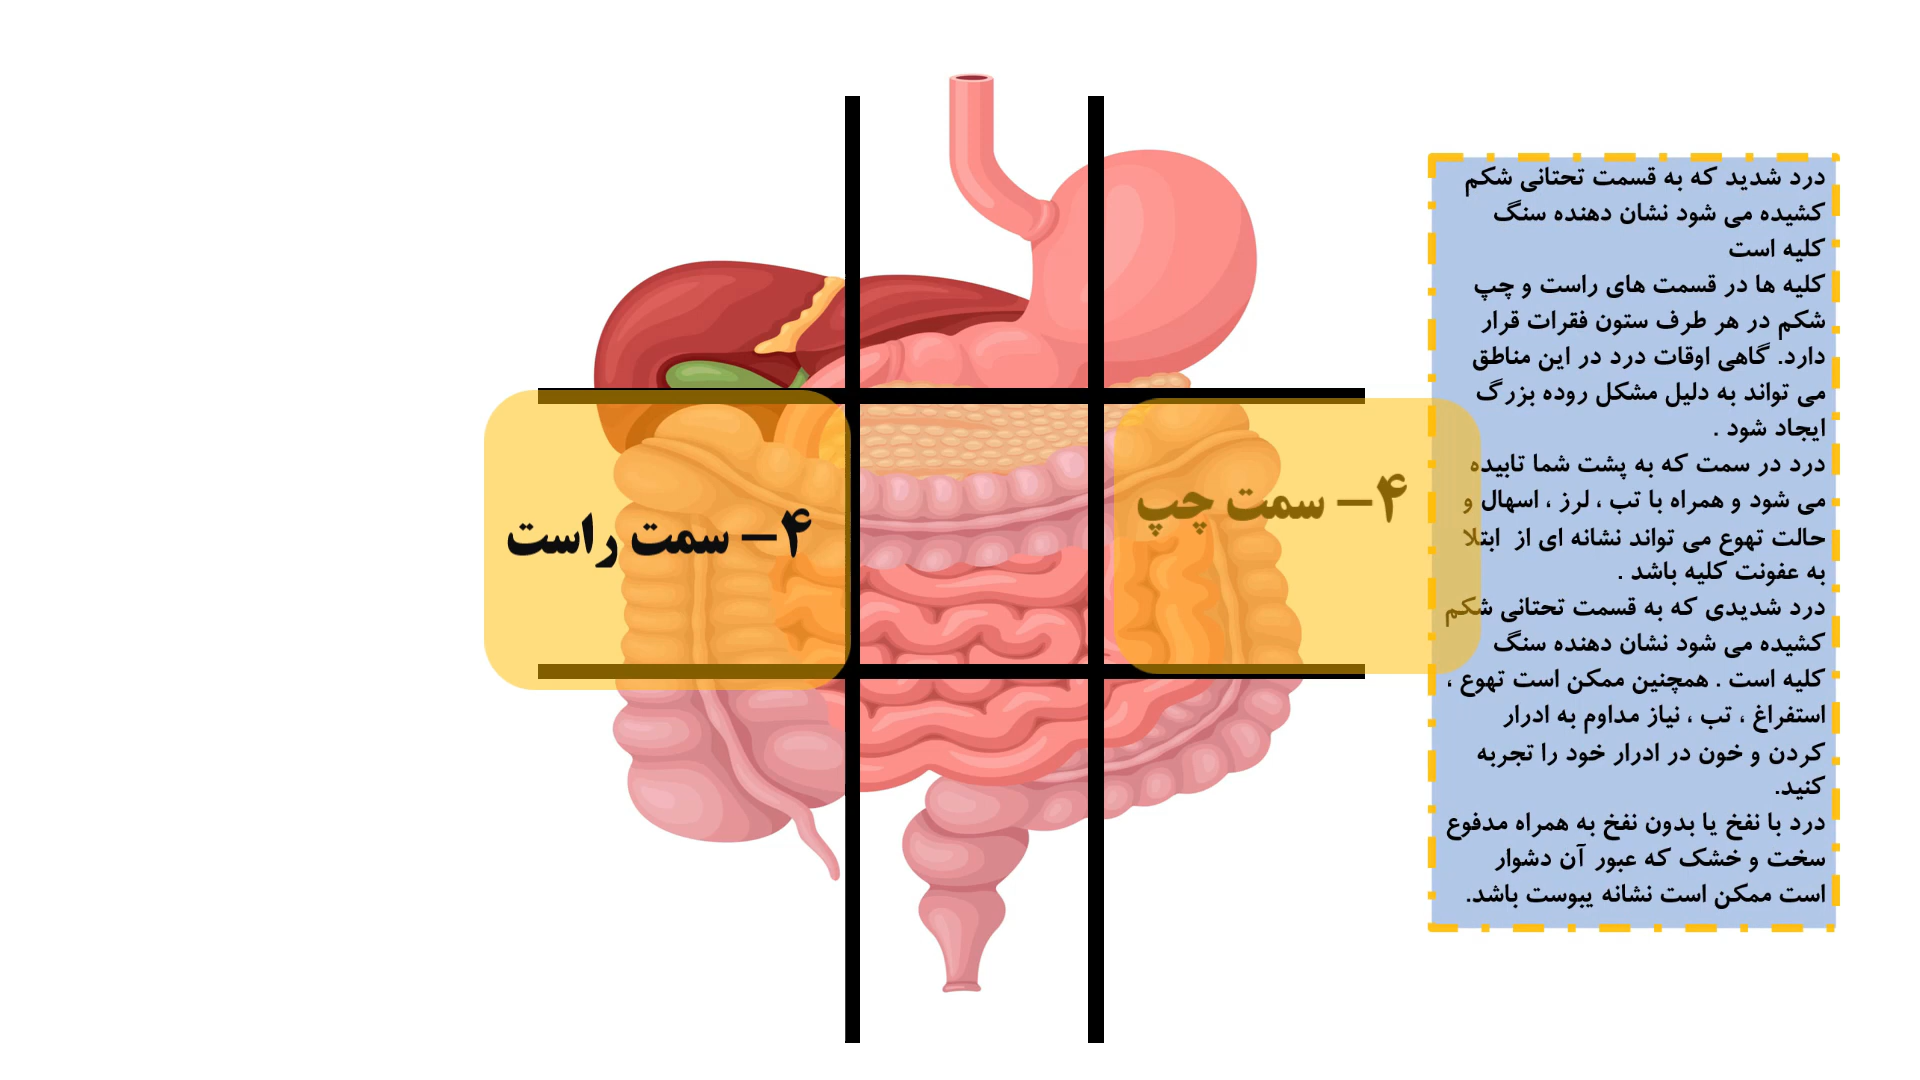 درد شدید که به قسمت تحتانی شکم
کشیده می شود نشان دهنده سنگ
کلیه است
کلیه ها در قسمت های راست و چپ
شکم در هر طرف ستون فقرات قرار
دارد. گاهی اوقات درد در این مناطق
می تواند به دلیل مشکل روده بزرگ
ایجاد شود .
درد در سمت که به پشت شما تابیده
می شود و همراه با تب ، لرز ، اسهال و
حالت تهوع می تواند نشانه ای از ابتلا
به عفونت کلیه باشد .
درد شدیدی که به قسمت تحتانی شکم
کشیده می شود نشان دهنده سنگ
کلیه است . همچنین ممکن است تهوع ،
استفراغ ، تب ، نیاز مداوم به ادرار
کردن و خون در ادرار خود را تجربه
کنید.
درد با نفخ یا بدون نفخ به همراه مدفوع
سخت و خشک که عبور آن دشوار
است ممکن است نشانه یبوست باشد.
۴- سمت چپ
۴- سمت راست